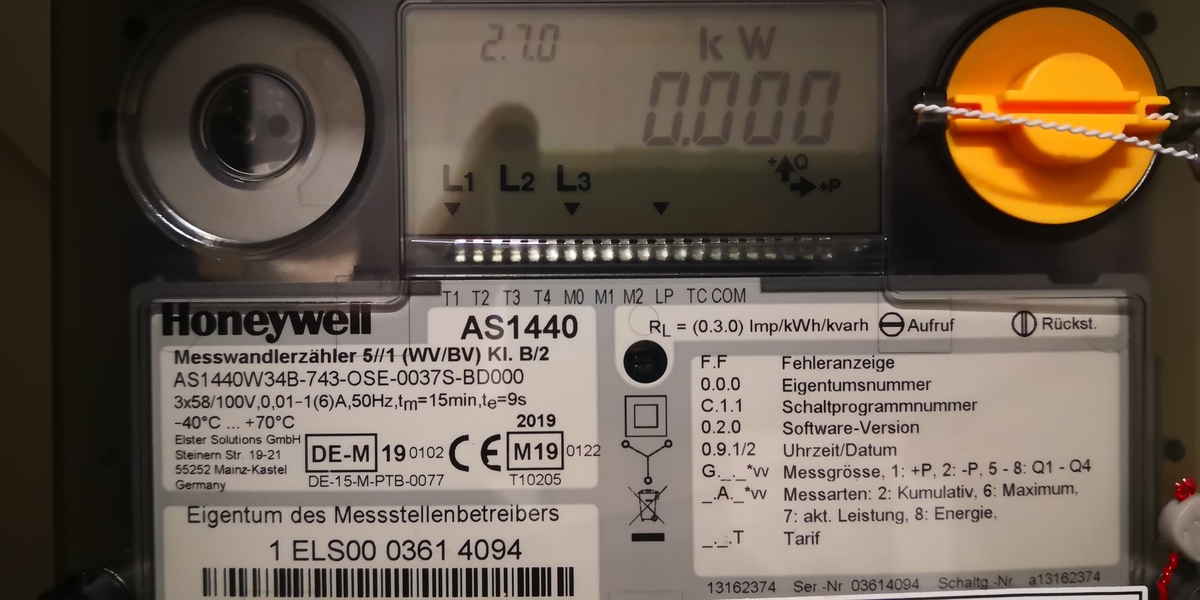 2.7.0 kW
0.000
+Q
L1 L2 L3 +P
T1 T2 T3 T4 M0 M1 M2 LP TC COM
Honeywell AS1440
Messwandlerzähler 5//1 (WV/BV) Kl. B/2
AS1440W34B-743-OSE-0037S-BD000
3x58/100V,0,01-1(6)A,50Hz,tm=15min,te=9s
-40°C ... +70°C
2019
Elster Solutions GmbH
Steinern Str. 19-21
55252 Mainz-Kastel
Germany
DE-M 19 0102 CE M19 0122
DE-15-M-PTB-0077 T10205
Eigentum des Messstellenbetreibers
1 ELS00 0361 4094
RL = (0.3.0) Imp/kWh/kvarh Aufruf Rückst.
F.F Fehleranzeige
0.0.0 Eigentumsnummer
C.1.1 Schaltprogrammnummer
0.2.0 Software-Version
0.9.1/2 Uhrzeit/Datum
G._._*vv Messgrösse, 1: +P, 2: -P, 5 - 8: Q1 - Q4
_.A._*vv Messarten: 2: Kumulativ, 6: Maximum,
7: akt. Leistung, 8: Energie,
_._.T Tarif
13162374 Ser-Nr 03614094 Schaltg.-Nr a13162374